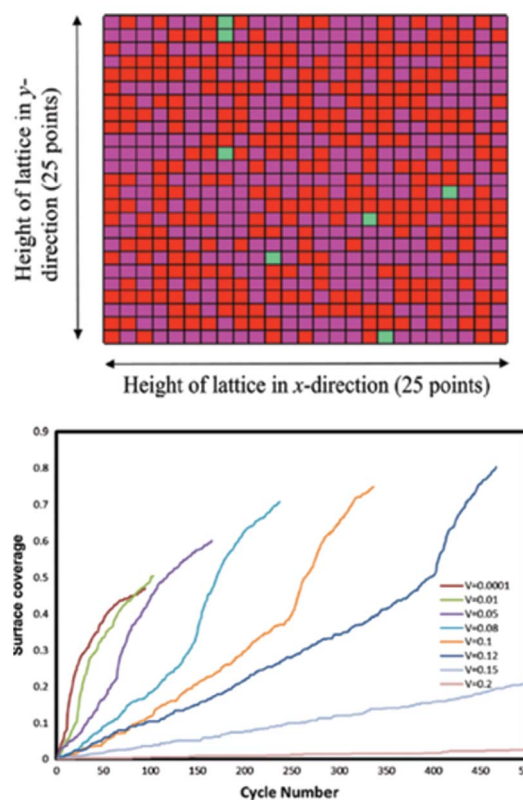 Height of lattice in y-
direction (25 points)
Height of lattice in x-direction (25 points)
Surface coverage
0.9
0.8
0.7
0.6
0.5
0.4
0.3
0.2
0.1
0
V=0.0001
V=0.01
V=0.05
V=0.08
V=0.1
V=0.12
V=0.15
V=0.2
0 50 100 150 200 250 300 350 400 450
Cycle Number